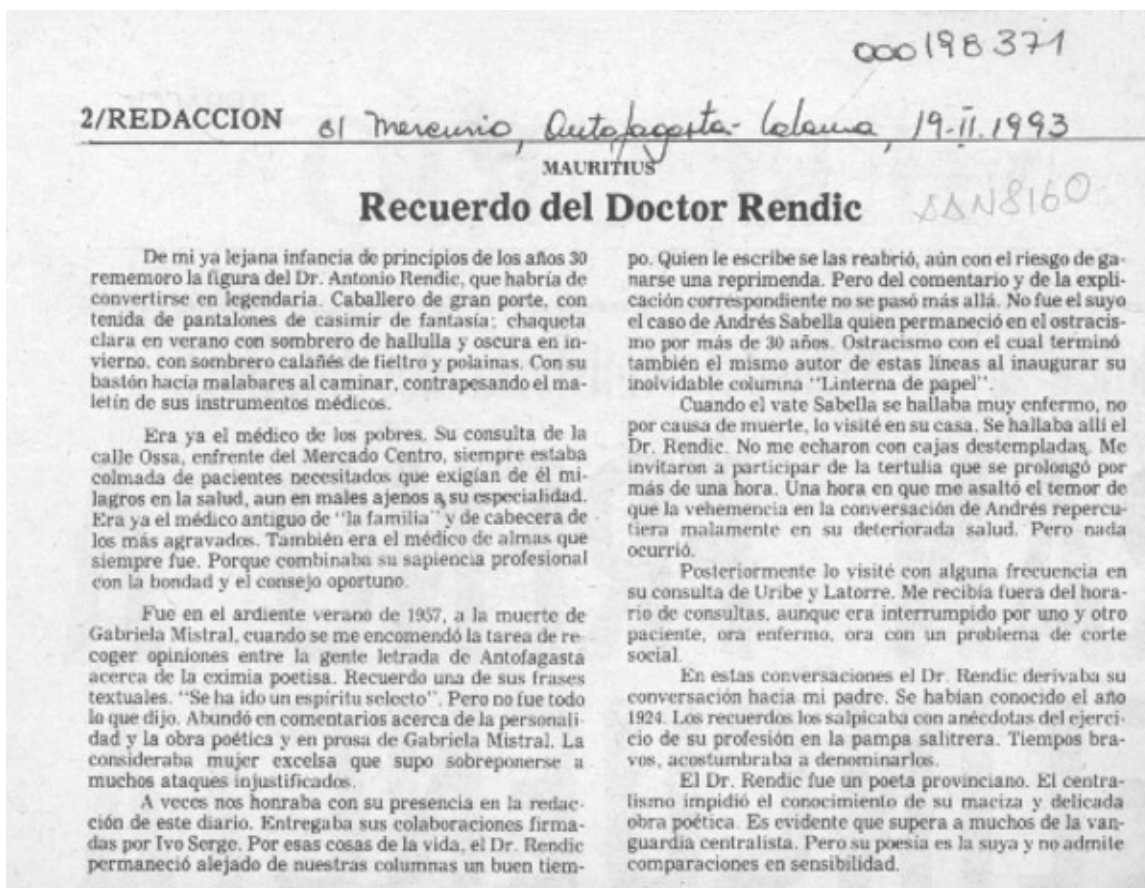 000198371
2/REDACCION El Mercurio, Antofagasta-Calama, 19-II.1993
MAURITIUS
Recuerdo del Doctor Rendic
AAN8160
De mi ya lejana infancia de principios de los años 30
rememoro la figura del Dr. Antonio Rendic, que habría de
convertirse en legendaria. Caballero de gran porte, con
tenida de pantalones de casimir de fantasía; chaqueta
clara en verano con sombrero de hallulla y oscura en in-
vierno, con sombrero calañés de fieltro y polainas. Con su
bastón hacía malabares al caminar, contrapesando el ma-
letín de sus instrumentos médicos.
Era ya el médico de los pobres. Su consulta de la
calle Ossa, enfrente del Mercado Centro, siempre estaba
colmada de pacientes necesitados que exigían de él mi-
lagros en la salud, aun en males ajenos a su especialidad.
Era ya el médico antiguo de "la familia" y de cabecera de
los más agravados. También era el médico de almas que
siempre fue. Porque combinaba su sapiencia profesional
con la bondad y el consejo oportuno.
Fue en el ardiente verano de 1957, a la muerte de
Gabriela Mistral, cuando se me encomendó la tarea de re-
coger opiniones entre la gente letrada de Antofagasta
acerca de la eximia poetisa. Recuerdo una de sus frases
textuales. "Se ha ido un espíritu selecto". Pero no fue todo
lo que dijo. Abundó en comentarios acerca de la personali-
dad y la obra poética y en prosa de Gabriela Mistral. La
consideraba mujer excelsa que supo sobreponerse a
muchos ataques injustificados.
A veces nos honraba con su presencia en la redac-
ción de este diario. Entregaba sus colaboraciones firma-
das por Ivo Serge. Por esas cosas de la vida, el Dr. Rendic
permaneció alejado de nuestras columnas un buen tiem-
po. Quien le escribe se las reabrió, aún con el riesgo de ga-
narse una reprimenda. Pero del comentario y de la expli-
cación correspondiente no se pasó más allá. No fue el suyo
el caso de Andrés Sabella quien permaneció en el ostracis-
mo por más de 30 años. Ostracismo con el cual terminó
también el mismo autor de estas líneas al inaugurar su
inolvidable columna "Linterna de papel".
Cuando el vate Sabella se hallaba muy enfermo, no
por causa de muerte, lo visité en su casa. Se hallaba allí el
Dr. Rendic. No me echaron con cajas destempladas. Me
invitaron a participar de la tertulia que se prolongó por
más de una hora. Una hora en que me asaltó el temor de
que la vehemencia en la conversación de Andrés repercu-
tiera malamente en su deteriorada salud. Pero nada
ocurrió.
Posteriormente lo visité con alguna frecuencia en
su consulta de Uribe y Latorre. Me recibía fuera del hora-
rio de consultas, aunque era interrumpido por uno y otro
paciente, ora enfermo, ora con un problema de corte
social.
En estas conversaciones el Dr. Rendic derivaba su
conversación hacia mi padre. Se habían conocido el año
1924. Los recuerdos los salpicaba con anécdotas del ejerci-
cio de su profesión en la pampa salitrera. Tiempos bra-
vos, acostumbraba a denominarlos.
El Dr. Rendic fue un poeta provinciano. El centra-
lismo impidió el conocimiento de su maciza y delicada
obra poética. Es evidente que supera a muchos de la van-
guardia centralista. Pero su poesía es la suya y no admite
comparaciones en sensibilidad.